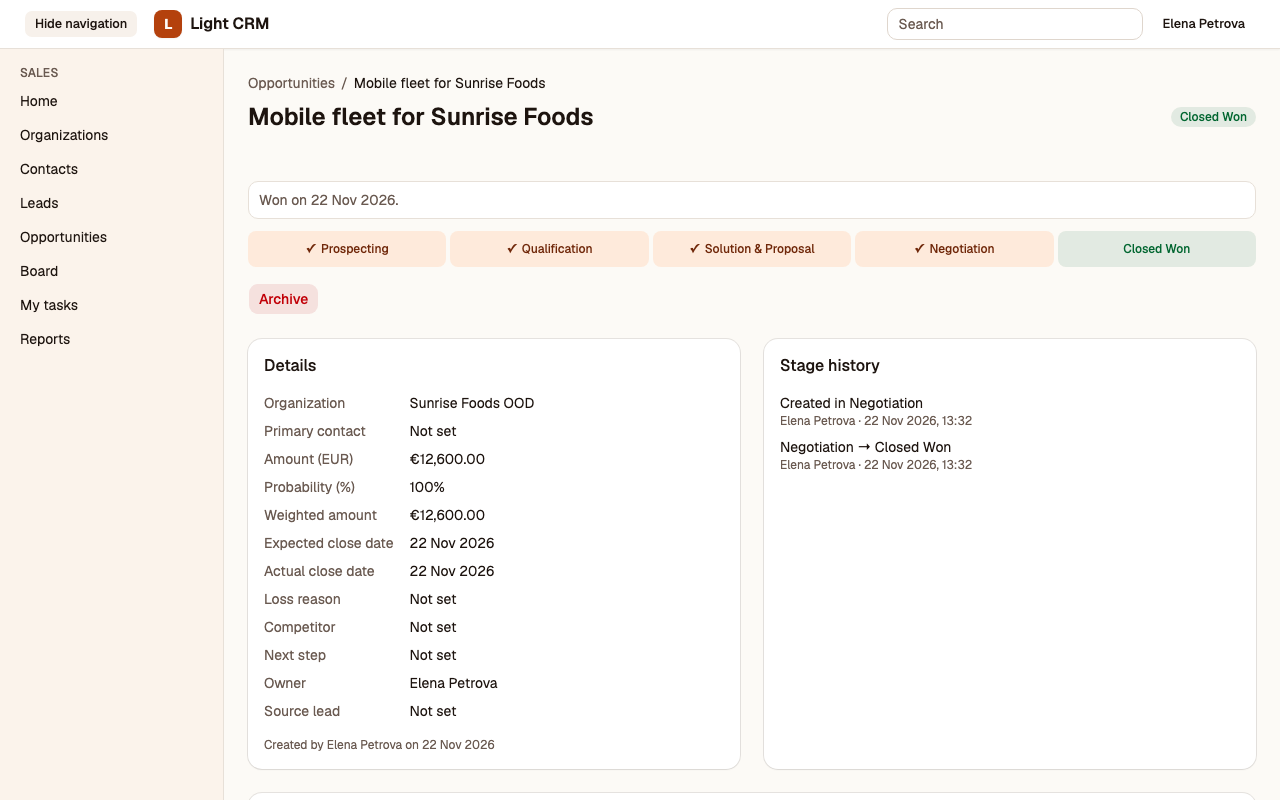 Hide navigation
L
Light CRM
Search
Elena Petrova
SALES
Home
Organizations
Contacts
Leads
Opportunities
Board
My tasks
Reports
Opportunities / Mobile fleet for Sunrise Foods
Mobile fleet for Sunrise Foods
Closed Won
Won on 22 Nov 2026.
✓ Prospecting
✓ Qualification
✓ Solution & Proposal
✓ Negotiation
Closed Won
Archive
Details
Organization Sunrise Foods OOD
Primary contact Not set
Amount (EUR) €12,600.00
Probability (%) 100%
Weighted amount €12,600.00
Expected close date 22 Nov 2026
Actual close date 22 Nov 2026
Loss reason Not set
Competitor Not set
Next step Not set
Owner Elena Petrova
Source lead Not set
Created by Elena Petrova on 22 Nov 2026
Stage history
Created in Negotiation
Elena Petrova · 22 Nov 2026, 13:32
Negotiation → Closed Won
Elena Petrova · 22 Nov 2026, 13:32